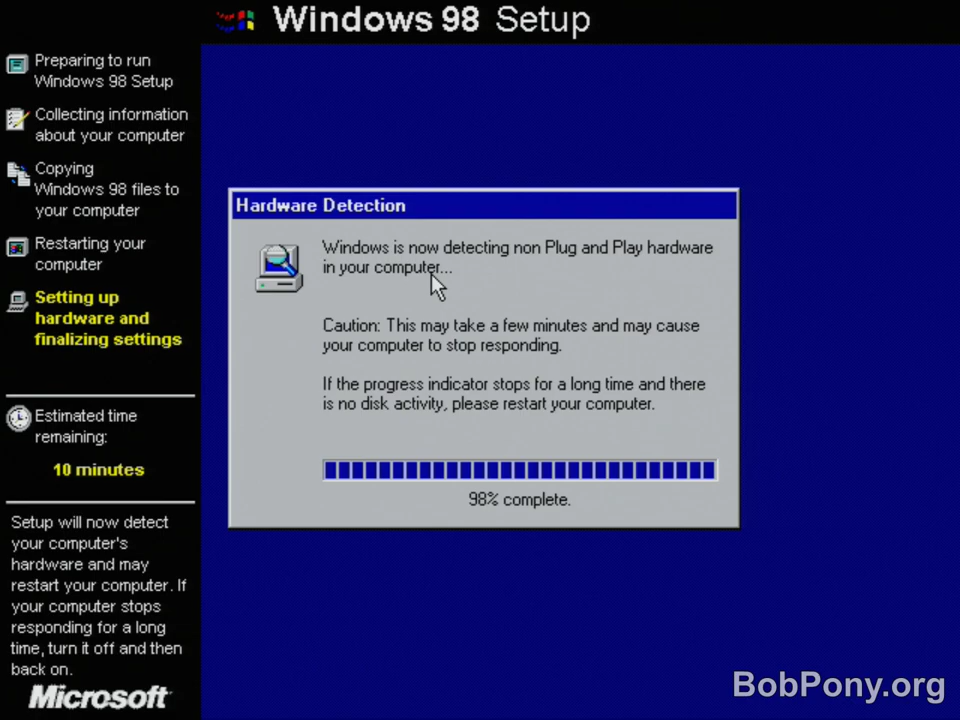 Windows 98 Setup
Preparing to run
Windows 98 Setup
Collecting information
about your computer
Copying
Windows 98 files to
your computer
Restarting your
computer
Setting up
hardware and
finalizing settings
Estimated time
remaining:
10 minutes
Setup will now detect
your computer's
hardware and may
restart your computer. If
your computer stops
responding for a long
time, turn it off and then
back on.
Microsoft
Hardware Detection
Windows is now detecting non Plug and Play hardware
in your computer...
Caution: This may take a few minutes and may cause
your computer to stop responding.
If the progress indicator stops for a long time and there
is no disk activity, please restart your computer.
98% complete.
BobPony.org